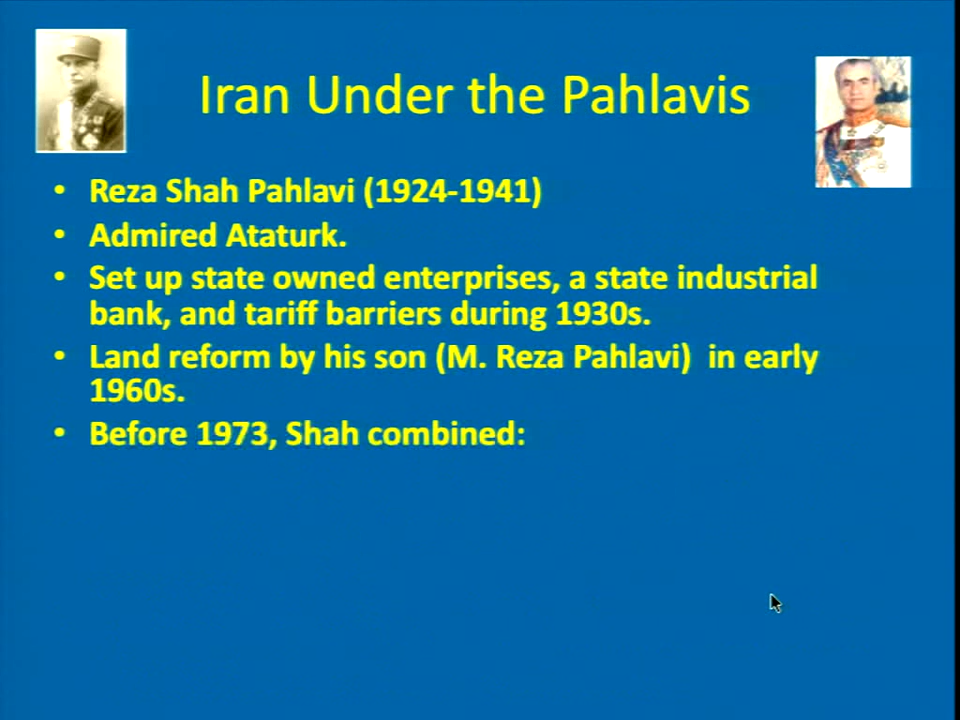 Iran Under the Pahlavis
• Reza Shah Pahlavi (1924-1941)
• Admired Ataturk.
• Set up state owned enterprises, a state industrial
bank, and tariff barriers during 1930s.
• Land reform by his son (M. Reza Pahlavi)  in early
1960s.
• Before 1973, Shah combined: